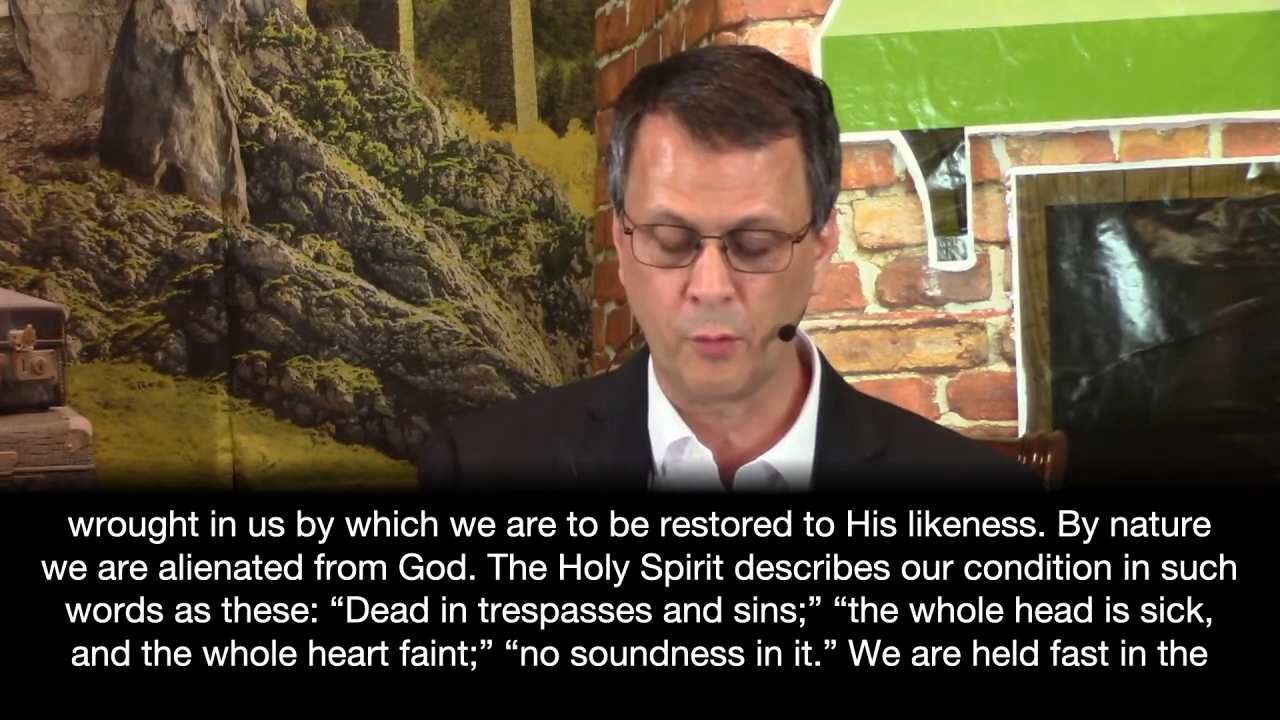 wrought in us by which we are to be restored to His likeness. By nature
we are alienated from God. The Holy Spirit describes our condition in such
words as these: “Dead in trespasses and sins;” “the whole head is sick,
and the whole heart faint;” “no soundness in it.” We are held fast in the